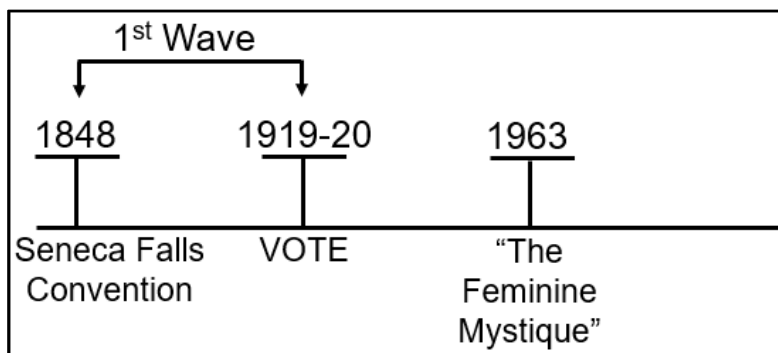 1st Wave
1848 1919-20 1963
Seneca Falls VOTE “The
Convention Feminine
Mystique”